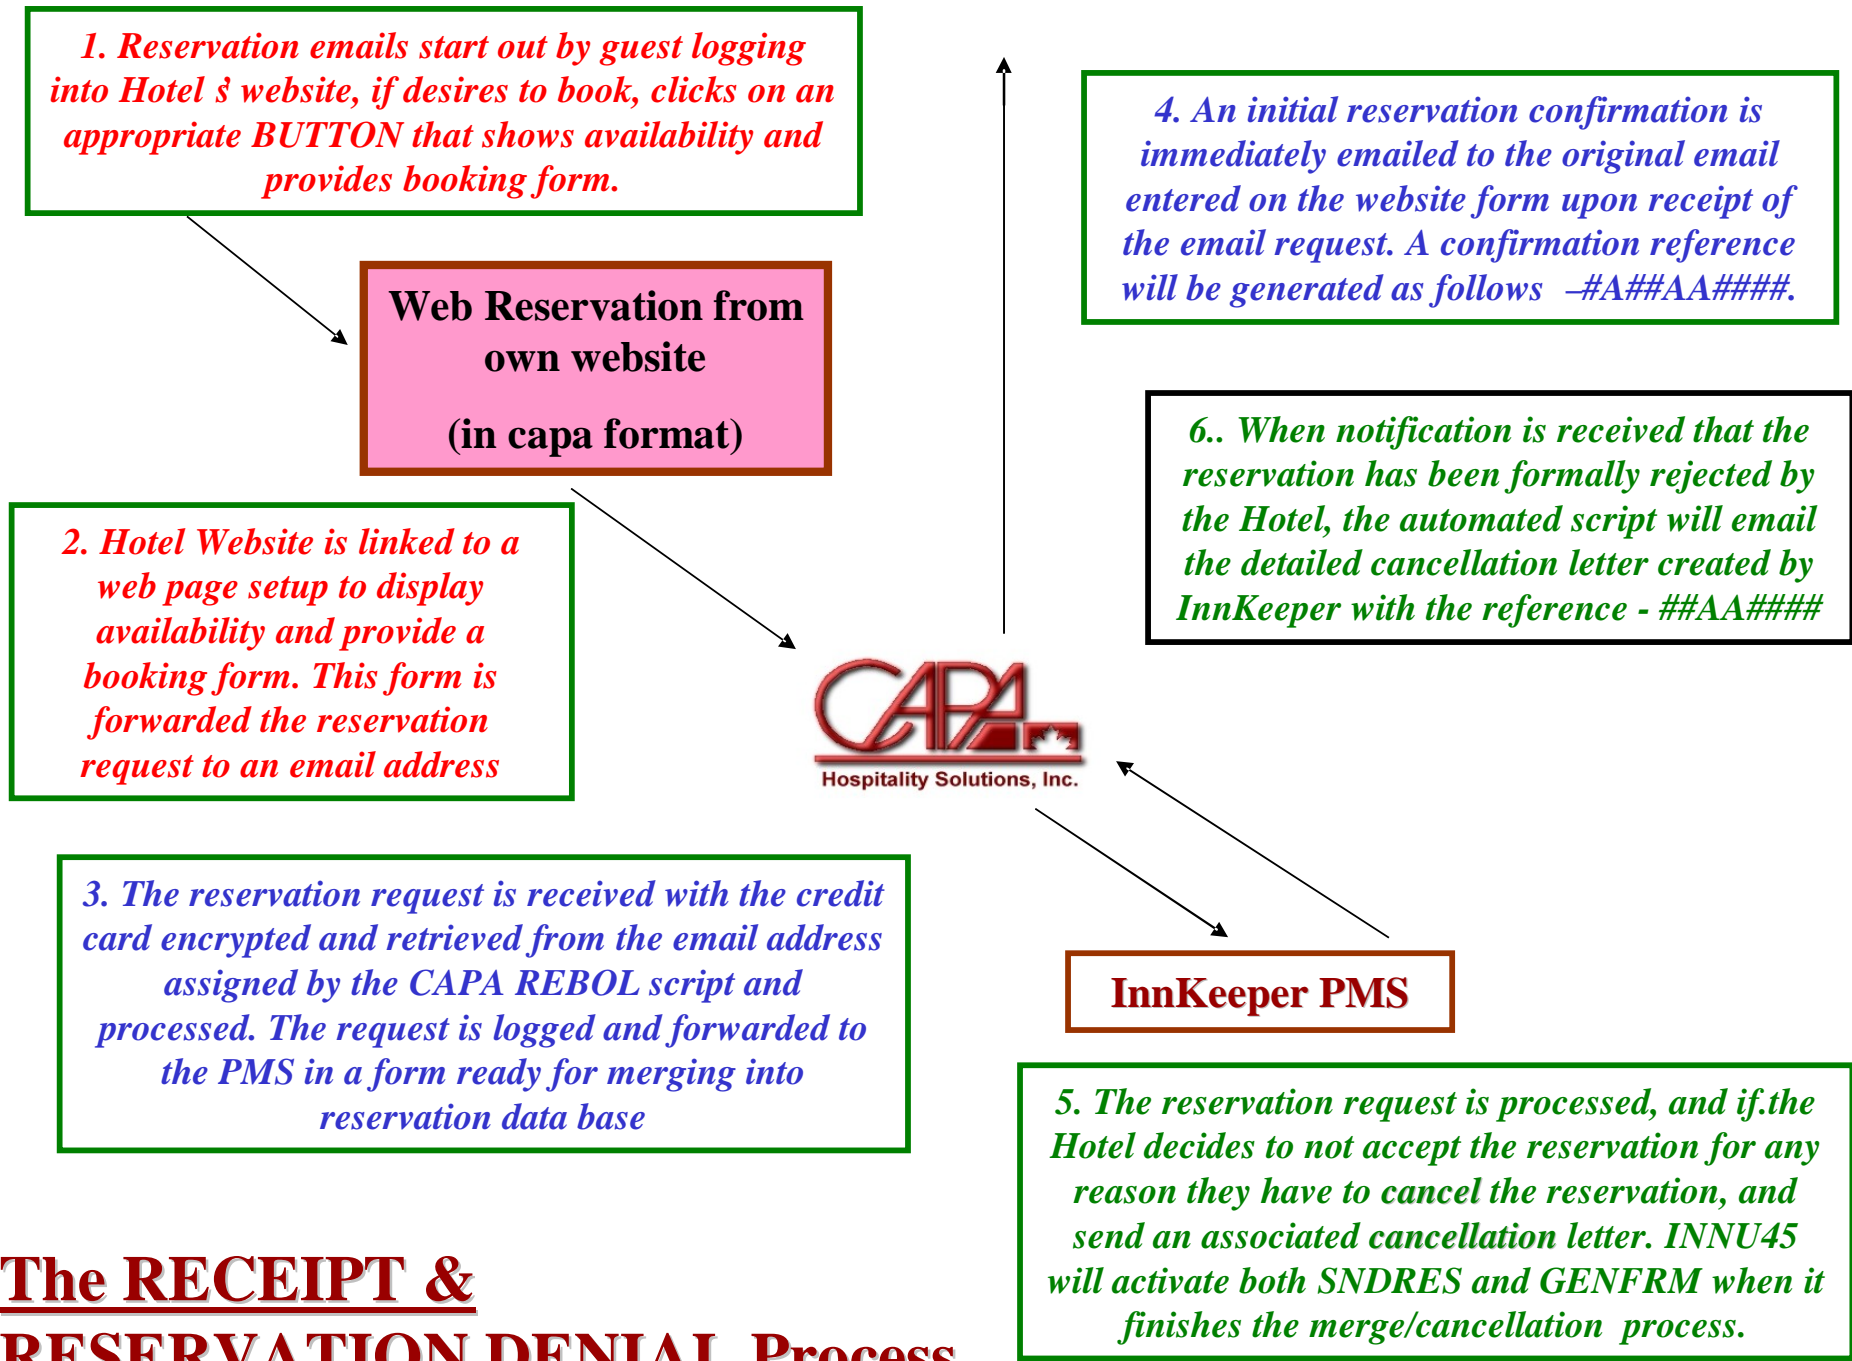 1. Reservation emails start out by guest logging
into Hotel's website, if desires to book, clicks on an
appropriate BUTTON that shows availability and
provides booking form.
Web Reservation from
own website
(in capa format)
2. Hotel Website is linked to a
web page setup to display
availability and provide a
booking form. This form is
forwarded the reservation
request to an email address
3. The reservation request is received with the credit
card encrypted and retrieved from the email address
assigned by the CAPA REBOL script and
processed. The request is logged and forwarded to
the PMS in a form ready for merging into
reservation data base
4. An initial reservation confirmation is
immediately emailed to the original email
entered on the website form upon receipt of
the email request. A confirmation reference
will be generated as follows –#A##AA####.
6.. When notification is received that the
reservation has been formally rejected by
the Hotel, the automated script will email
the detailed cancellation letter created by
InnKeeper with the reference - ##AA####
CAPA
Hospitality Solutions, Inc.
InnKeeper PMS
5. The reservation request is processed, and if.the
Hotel decides to not accept the reservation for any
reason they have to cancel the reservation, and
send an associated cancellation letter. INNU45
will activate both SNDRES and GENFRM when it
finishes the merge/cancellation process.
The RECEIPT &
RESERVATION DENIAL Process